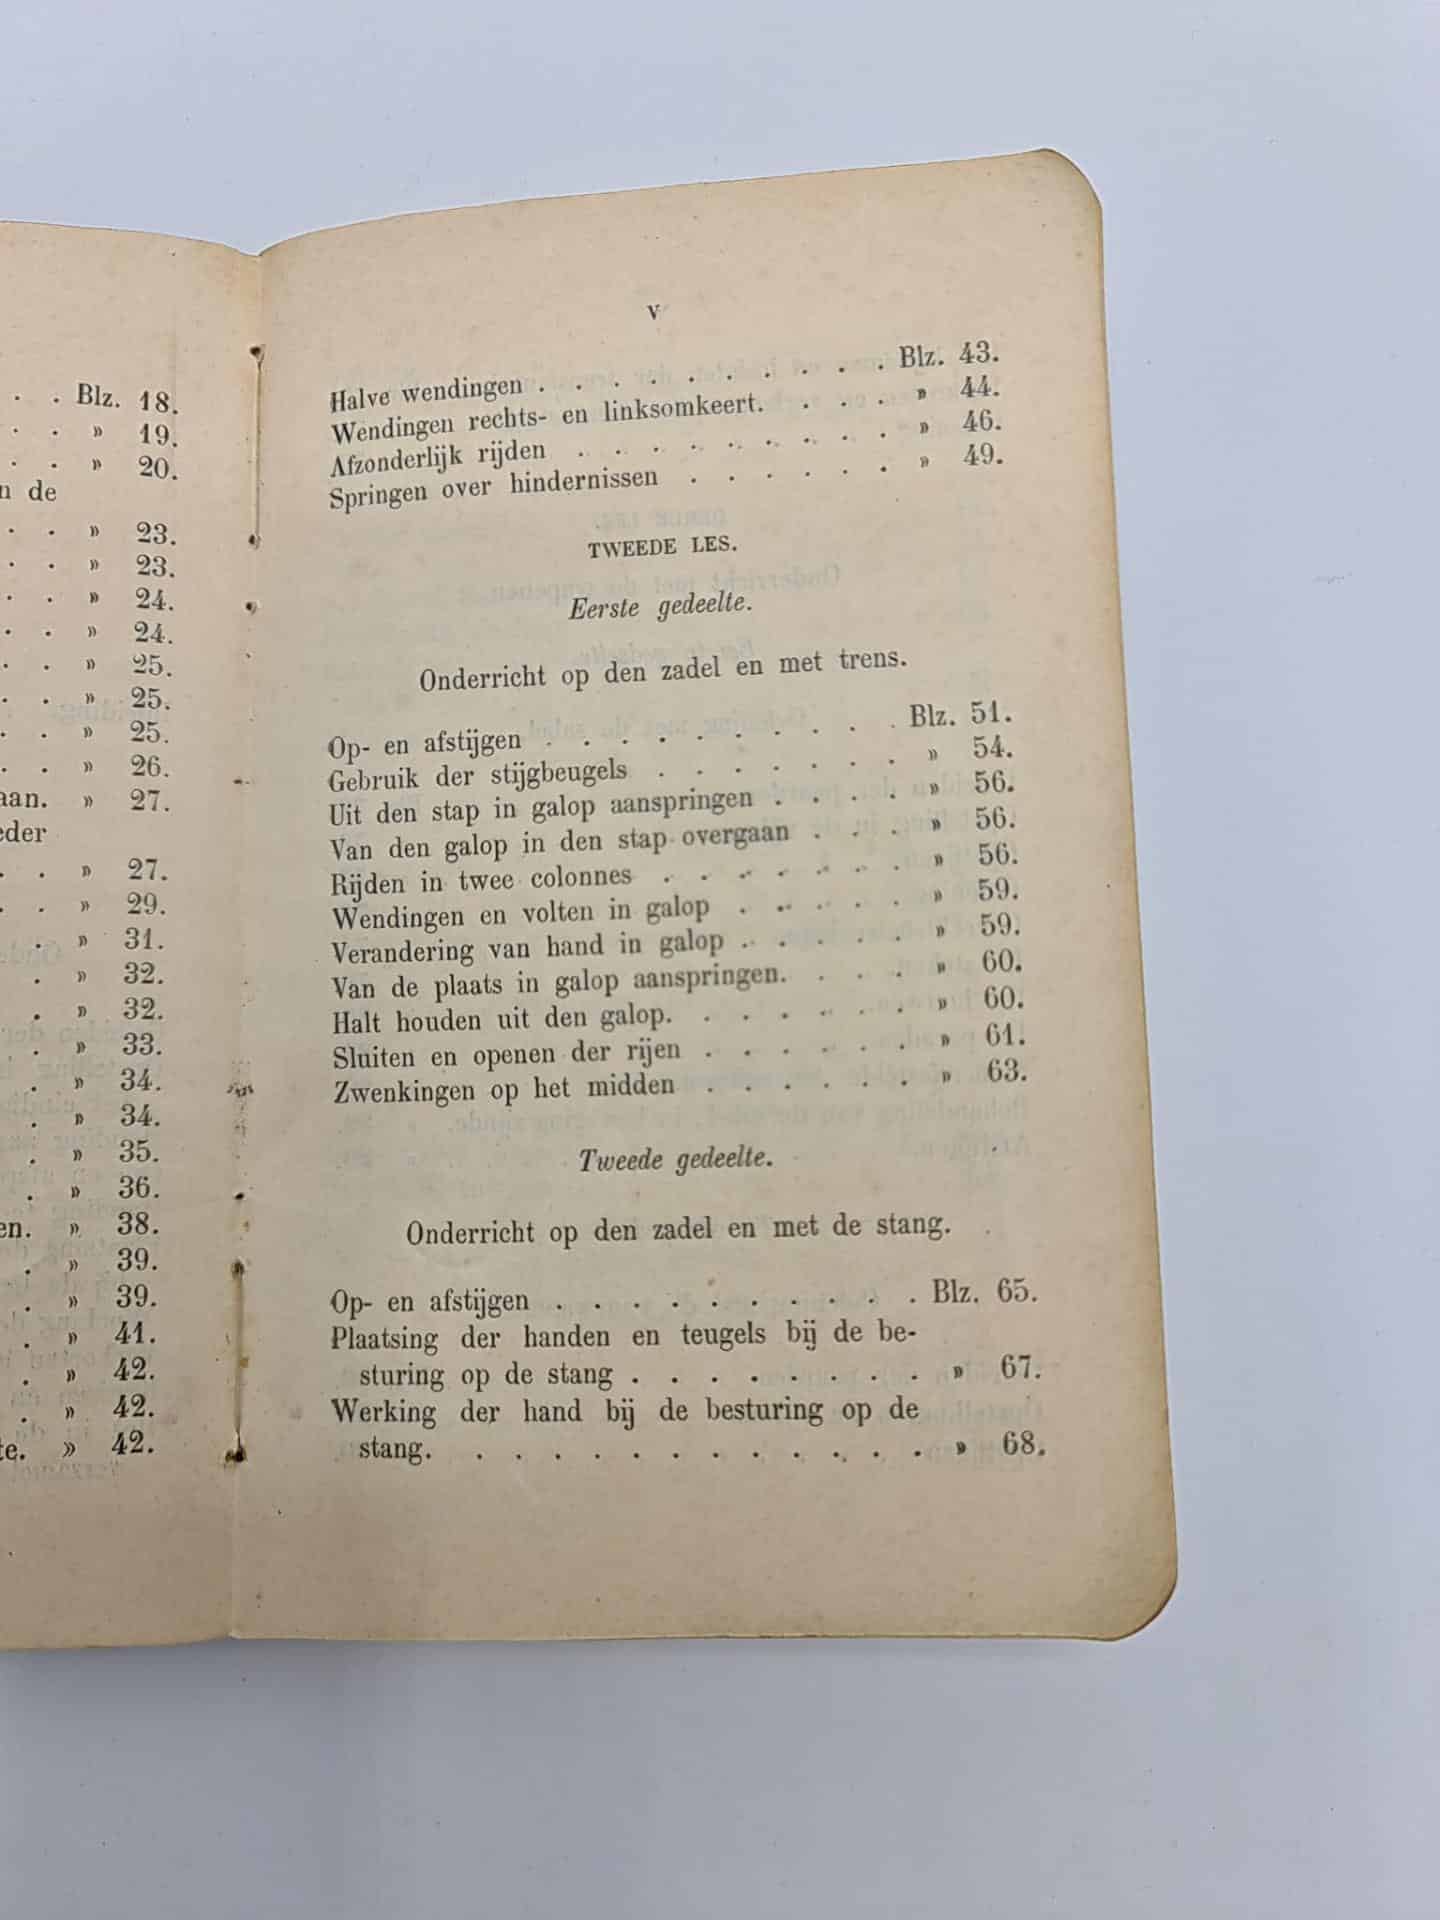 . . Blz. 18.
. . » 19.
. . » 20.
n de
. . » 23.
. . » 23.
. . » 24.
. . » 24.
. . » 25.
. . » 25.
. . » 25.
. . » 26.
aan. » 27.
eder
. . » 27.
. . » 29.
. » 31.
. » 32.
. » 32.
. » 33.
. » 34.
. » 34.
. » 35.
. » 36.
en. » 38.
. » 39.
. » 39.
. » 41.
. » 42.
. » 42.
te. » 42.
V
Halve wendingen . . . . . . . . . . Blz. 43.
Wendingen rechts- en linksomkeert. . . . » 44.
Afzonderlijk rijden . . . . . . . . . » 46.
Springen over hindernissen . . . . . . » 49.
TWEEDE LES.
Eerste gedeelte.
Onderricht op den zadel en met trens.
Op- en afstijgen . . . . . . . . . . Blz. 51.
Gebruik der stijgbeugels . . . . . . . » 54.
Uit den stap in galop aanspringen . . . . » 56.
Van den galop in den stap overgaan . . . » 56.
Rijden in twee colonnes . . . . . . . » 56.
Wendingen en volten in galop . . . . . » 59.
Verandering van hand in galop . . . . . » 59.
Van de plaats in galop aanspringen. . . . » 60.
Halt houden uit den galop. . . . . . . » 60.
Sluiten en openen der rijen . . . . . . » 61.
Zwenkingen op het midden . . . . . . » 63.
Tweede gedeelte.
Onderricht op den zadel en met de stang.
Op- en afstijgen . . . . . . . . . . Blz. 65.
Plaatsing der handen en teugels bij de be-
sturing op de stang . . . . . . . . » 67.
Werking der hand bij de besturing op de
stang. . . . . . . . . . . . . » 68.